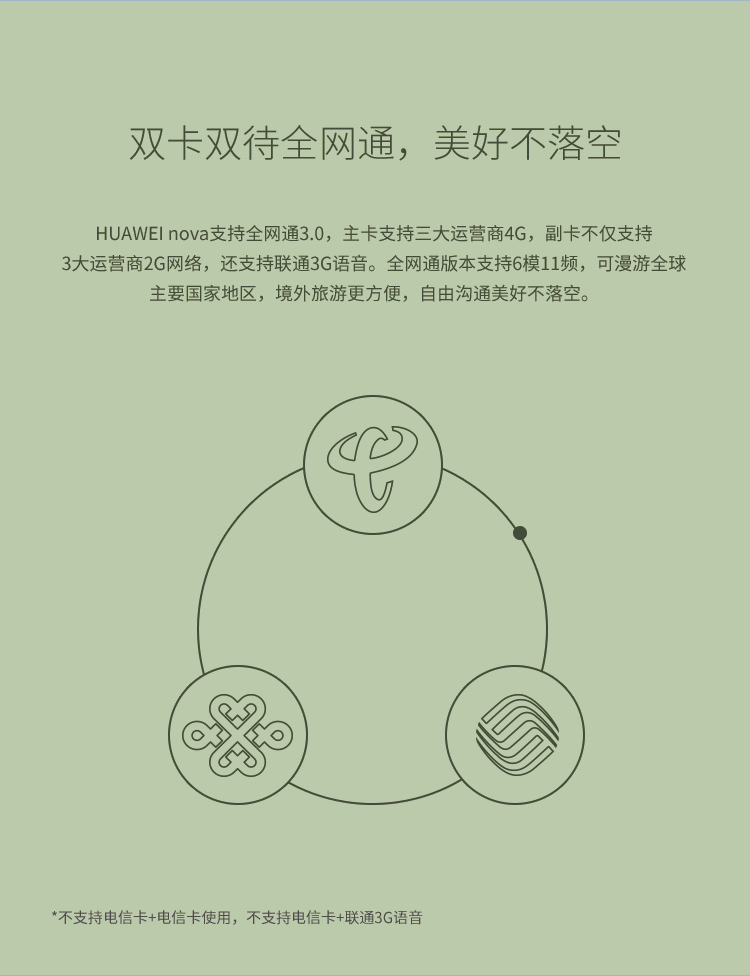 双卡双待全网通，美好不落空
HUAWEI nova支持全网通3.0，主卡支持三大运营商4G，副卡不仅支持
3大运营商2G网络，还支持联通3G语音。全网通版本支持6模11频，可漫游全球
主要国家地区，境外旅游更方便，自由沟通美好不落空。
*不支持电信卡+电信卡使用，不支持电信卡+联通3G语音